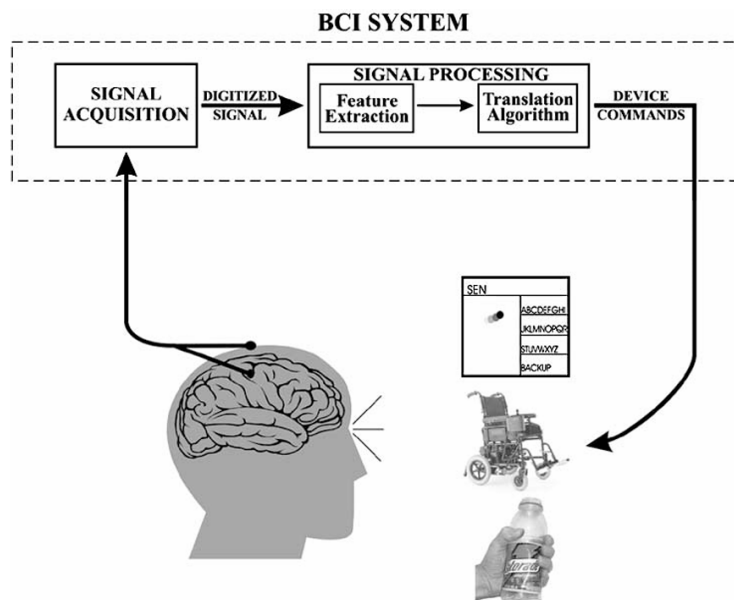 BCI SYSTEM
SIGNAL
ACQUISITION
DIGITIZED
SIGNAL
SIGNAL PROCESSING
Feature
Extraction
Translation
Algorithm
DEVICE
COMMANDS
SEN
ABCDEFGHI
JKLMNOPQR
STUVWXYZ
BACKUP